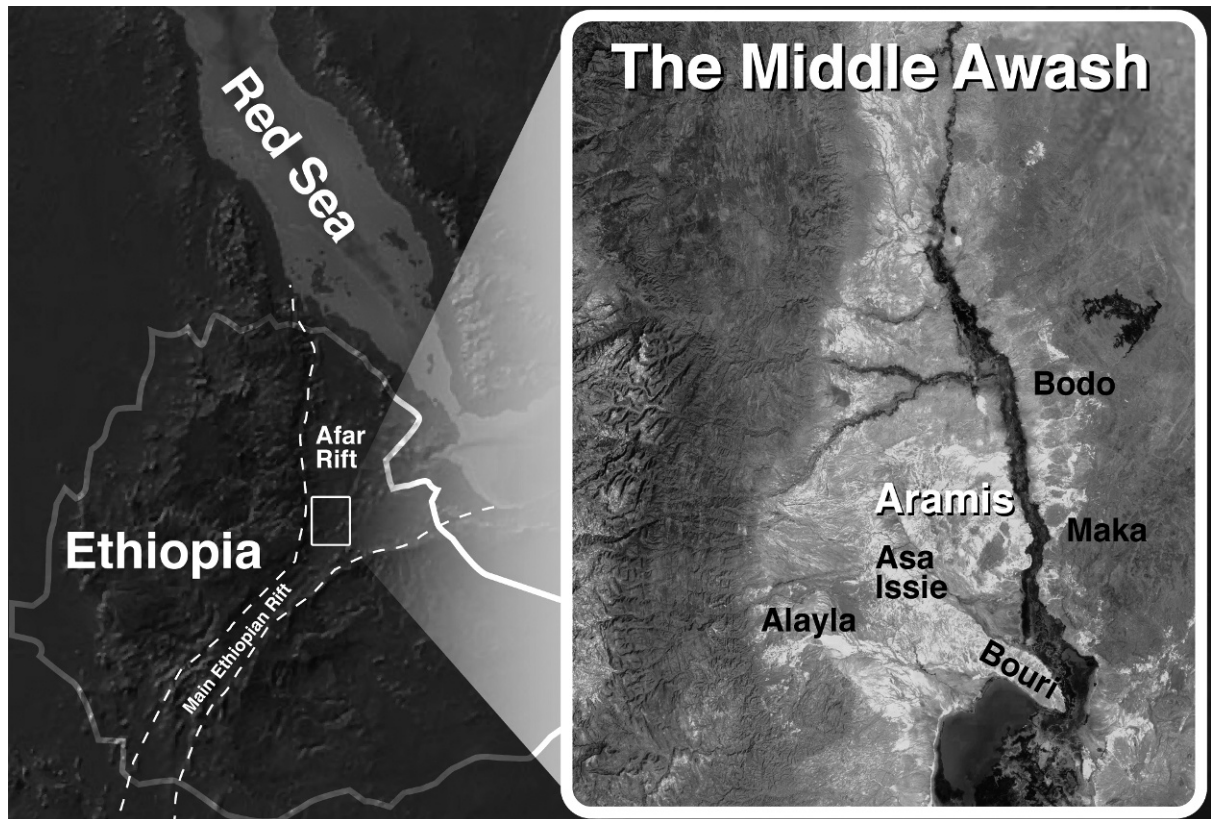 Red Sea
Afar
Rift
Ethiopia
Main Ethiopian Rift
The Middle Awash
Bodo
Aramis
Maka
Asa
Issie
Alayla
Bouri